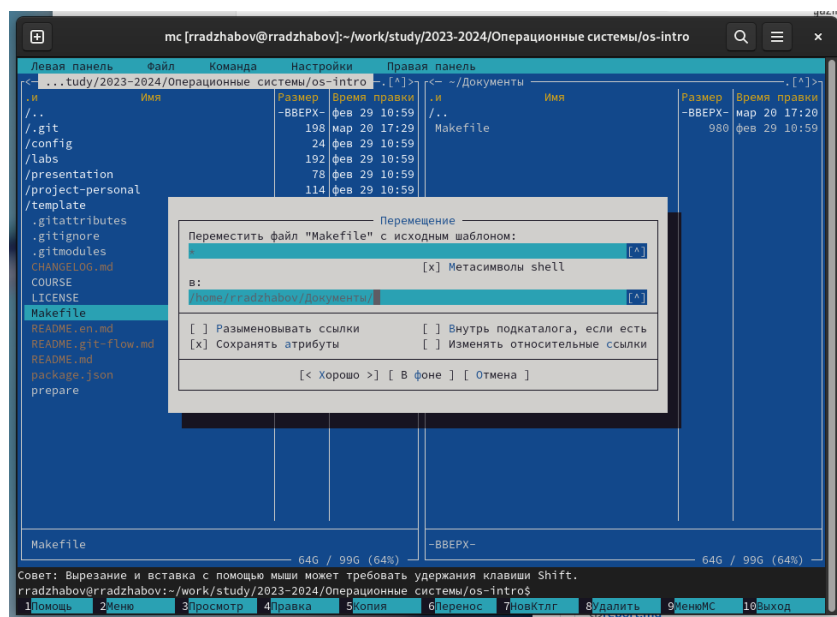 mc [rradzhabov@rradzhabov]:~/work/study/2023-2024/Операционные системы/os-intro
Левая панель Файл Команда Настройки Правая панель
<— ...tudy/2023-2024/Операционные системы/os-intro —.[^]>
<— ~/Документы —.[^]>
.и Имя Размер Время правки
/.. -ВВЕРХ- фев 29 10:59
/.git 198 мар 20 17:29
/config 24 фев 29 10:59
/labs 192 фев 29 10:59
/presentation 78 фев 29 10:59
/project-personal 114 фев 29 10:59
/template
.gitattributes
.gitignore
.gitmodules
CHANGELOG.md
COURSE
LICENSE
Makefile
README.en.md
README.git-flow.md
README.md
package.json
prepare
.и Имя Размер Время правки
/.. -ВВЕРХ- мар 20 17:20
Makefile 980 фев 29 10:59
Перемещение
Переместить файл "Makefile" с исходным шаблоном:
* [^]
[x] Метасимволы shell
в:
/home/rradzhabov/Документы/ [^]
[ ] Разыменовывать ссылки [ ] Внутрь подкаталога, если есть
[x] Сохранять атрибуты [ ] Изменять относительные ссылки
[< Хорошо >] [ В фоне ] [ Отмена ]
Makefile
64G / 99G (64%)
-ВВЕРХ-
64G / 99G (64%)
Совет: Вырезание и вставка с помощью мыши может требовать удержания клавиши Shift.
rradzhabov@rradzhabov:~/work/study/2023-2024/Операционные системы/os-intro$
1Помощь 2Меню 3Просмотр 4Правка 5Копия 6Перенос 7НовКтлг 8Удалить 9МенюМС 10Выход